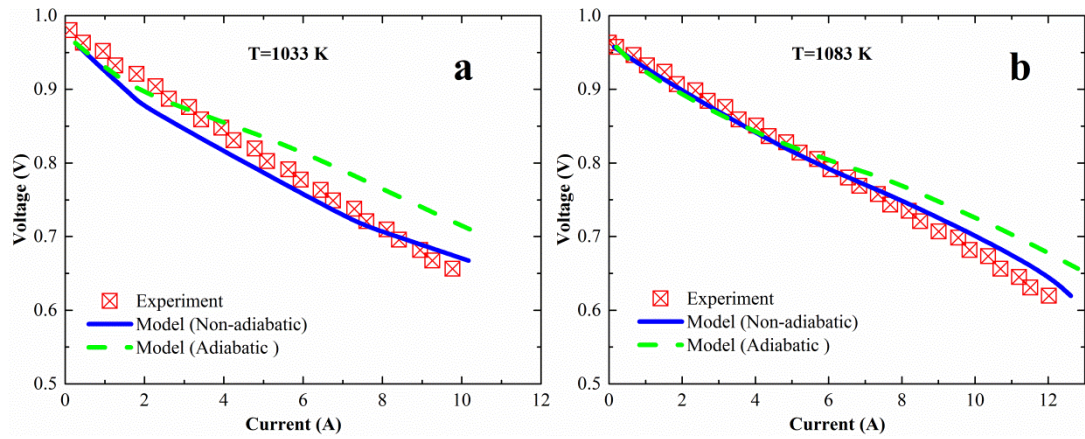 1.0
0.9
0.8
0.7
0.6
0.5
Voltage (V)
T=1033 K
a
Experiment
Model (Non-adiabatic)
Model (Adiabatic )
0 2 4 6 8 10 12
Current (A)
1.0
0.9
0.8
0.7
0.6
0.5
Voltage (V)
T=1083 K
b
Experiment
Model (Non-adiabatic)
Model (Adiabatic )
0 2 4 6 8 10 12
Current (A)